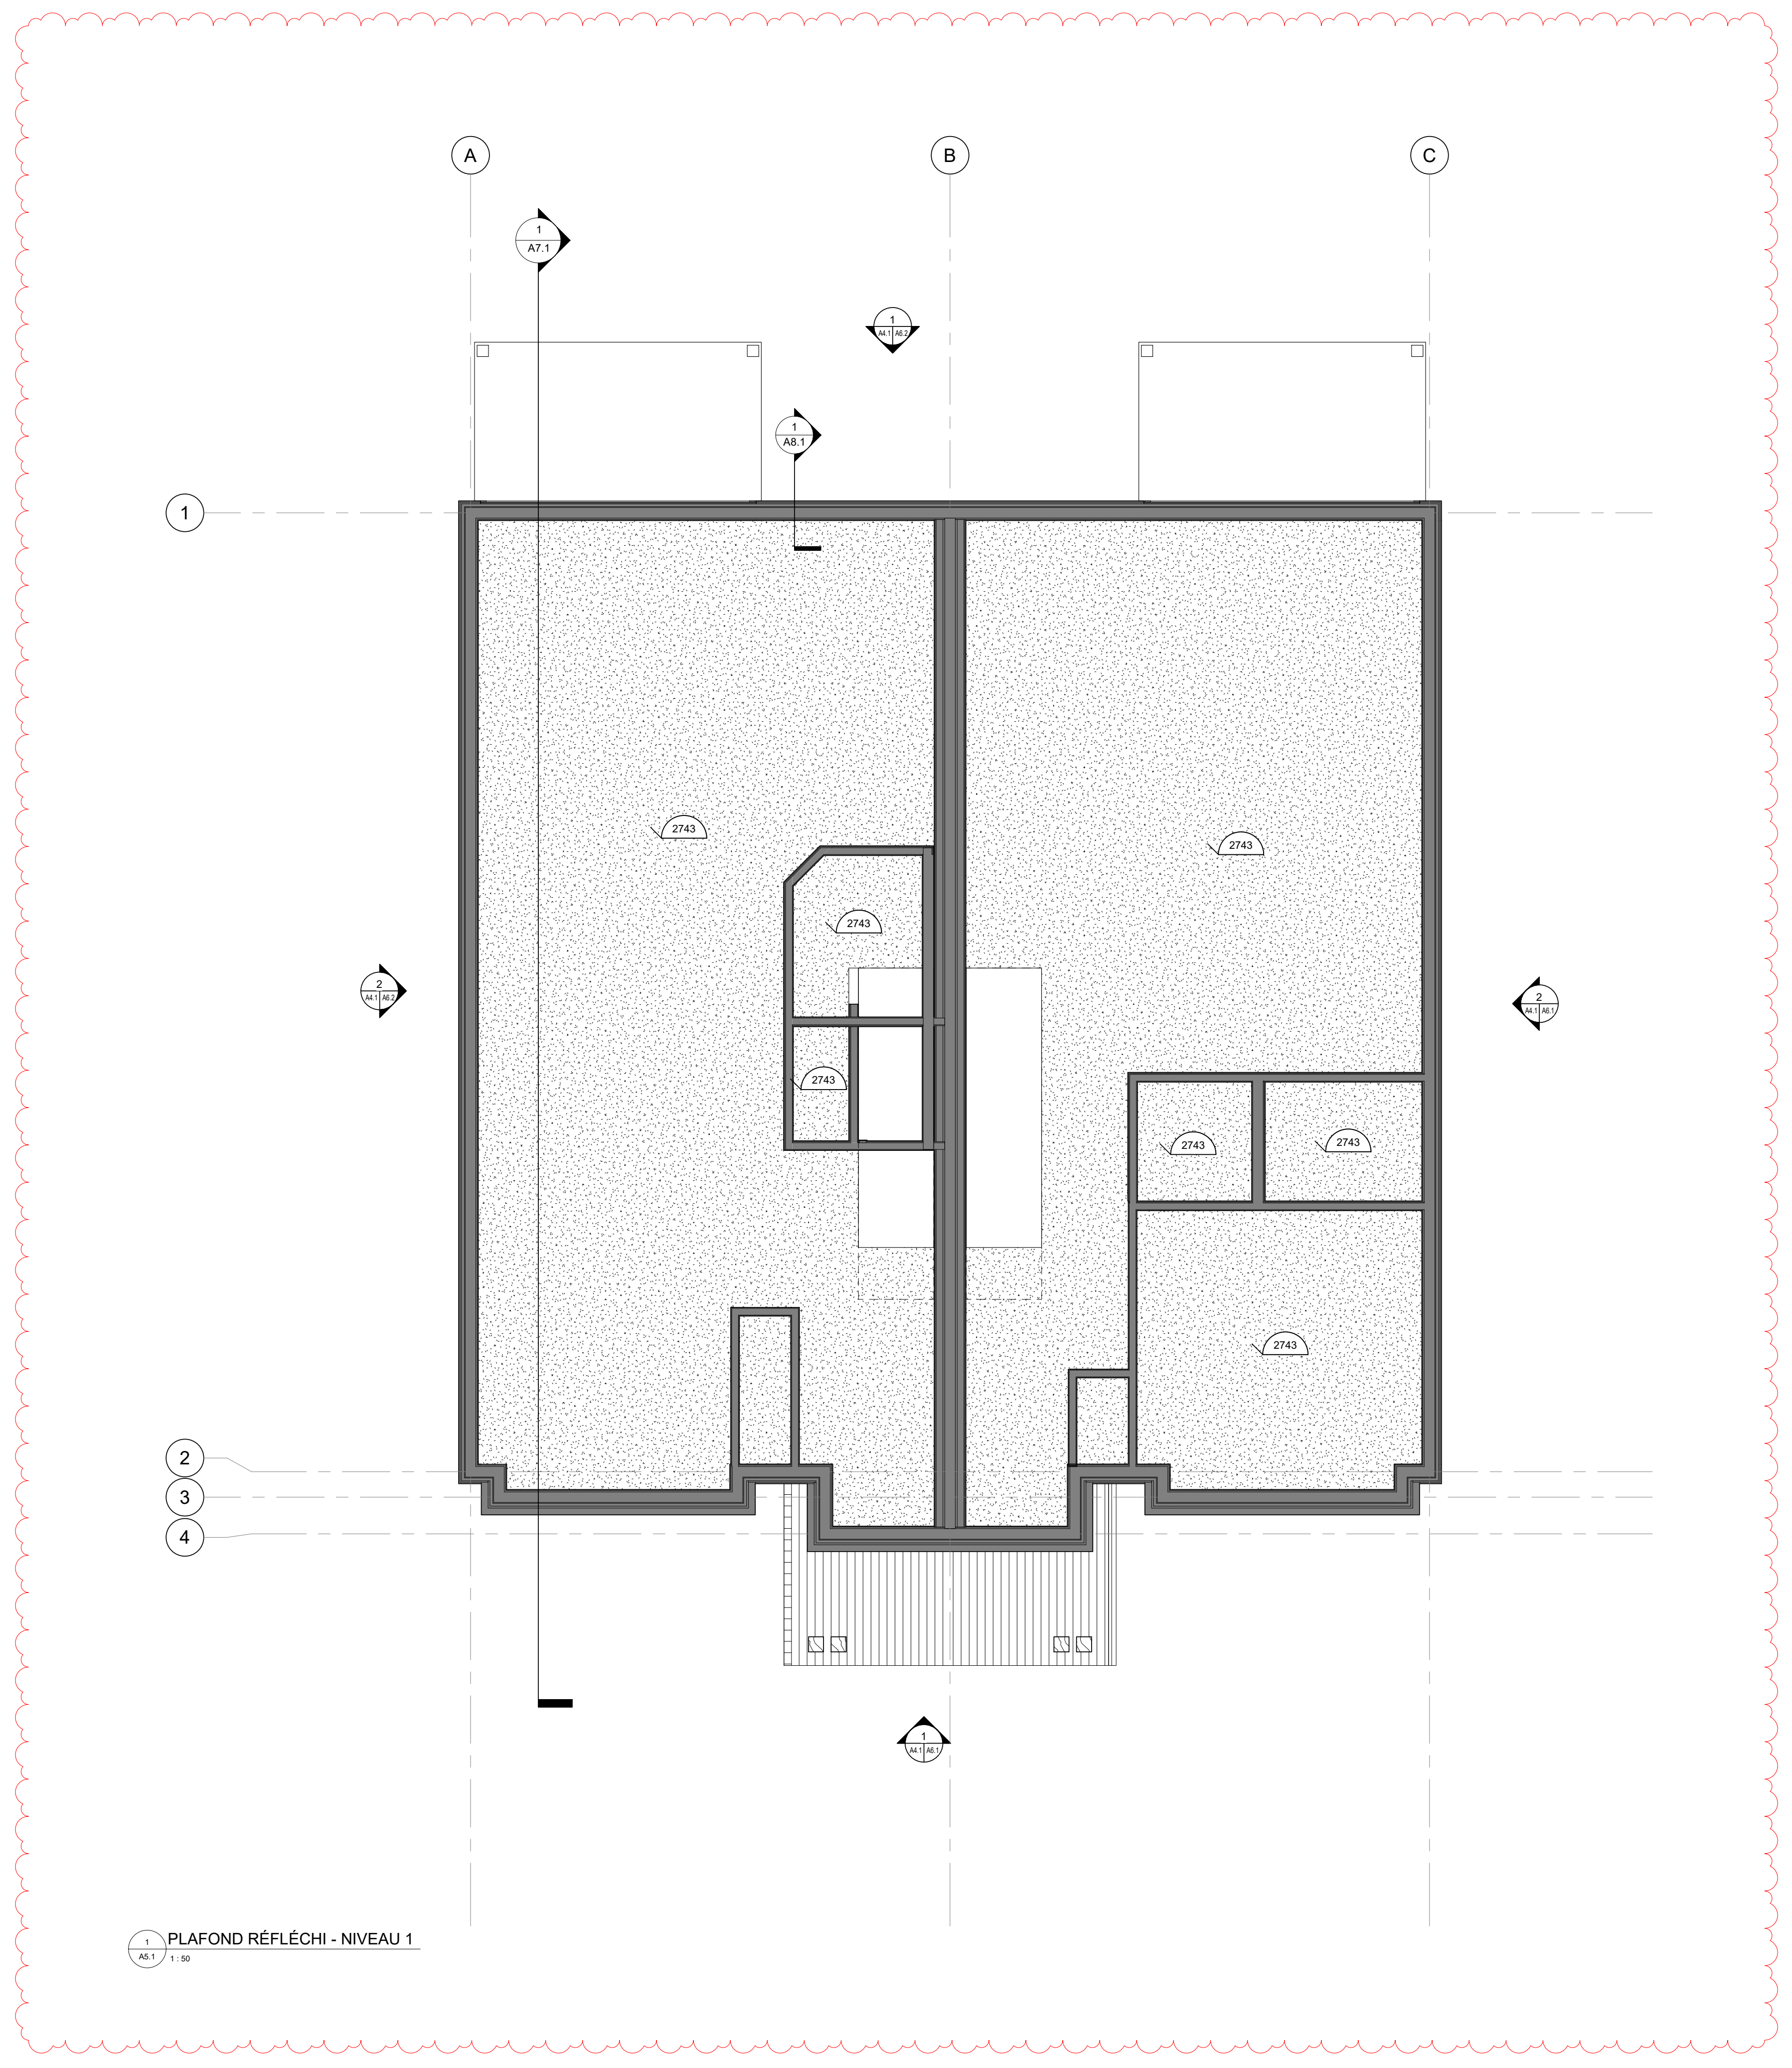 A
B
C
1
A7.1
1
A4.1 A6.2
1
A8.1
1
2743
2743
2743
2
A4.1 A6.2
2
A4.1 A6.1
2743
2743
2743
2743
2
3
4
1
A4.1 A6.1
1
A5.1
PLAFOND RÉFLÉCHI - NIVEAU 1
1 : 50